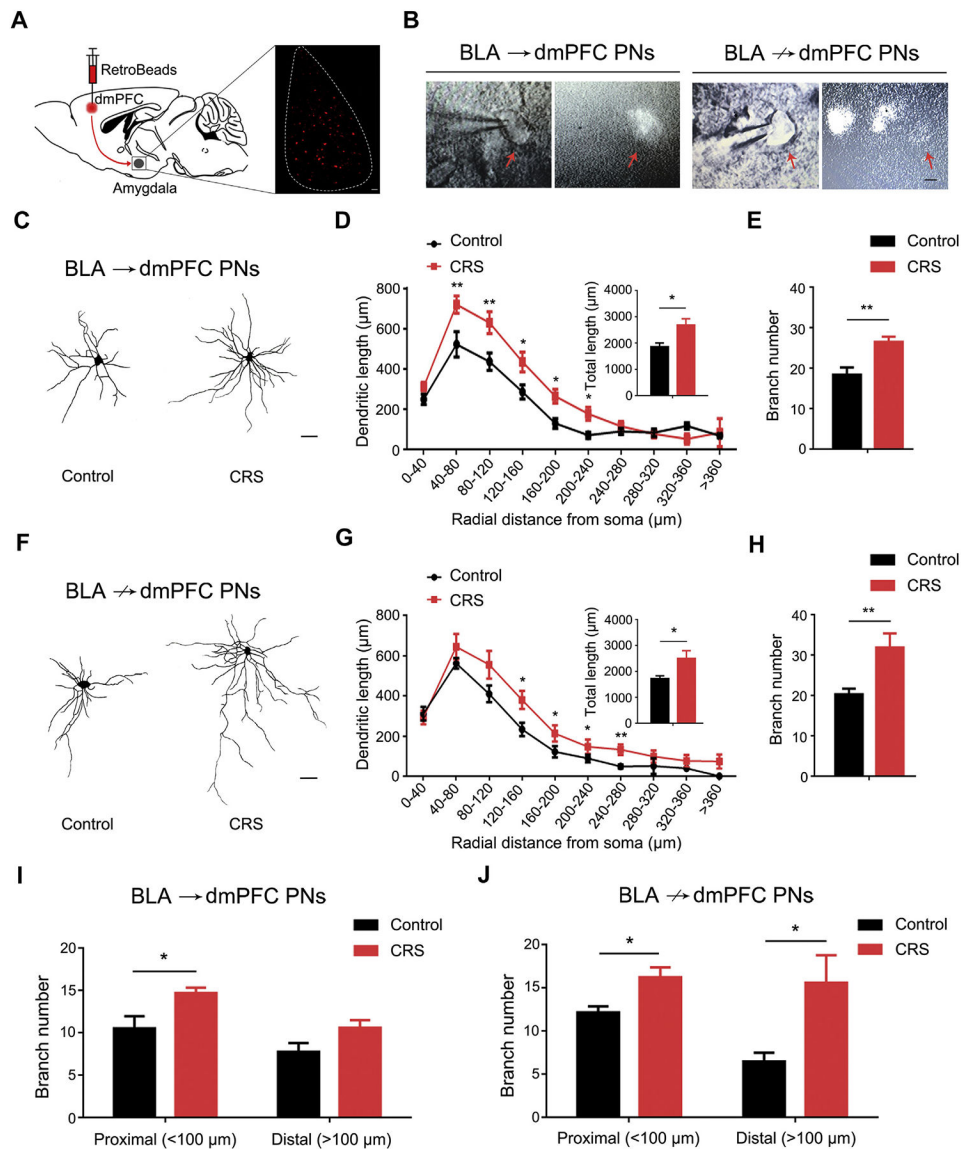 A
RetroBeads
dmPFC
Amygdala
B
BLA → dmPFC PNs
BLA ↛ dmPFC PNs
C
BLA → dmPFC PNs
Control
CRS
D
Control
CRS
Dendritic length (µm)
800
600
400
200
0
** ** * * *
0-40
40-80
80-120
120-160
160-200
200-240
240-280
280-320
320-360
>360
Radial distance from soma (µm)
Total length (µm)
4000
3000
2000
1000
0
*
E
Control
CRS
Branch number
40
30
20
10
0
**
F
BLA ↛ dmPFC PNs
Control
CRS
G
Control
CRS
Dendritic length (µm)
800
600
400
200
0
* * * **
0-40
40-80
80-120
120-160
160-200
200-240
240-280
280-320
320-360
>360
Radial distance from soma (µm)
Total length (µm)
4000
3000
2000
1000
0
*
H
Control
CRS
Branch number
40
30
20
10
0
**
I
BLA → dmPFC PNs
Control
CRS
Branch number
20
15
10
5
0
*
Proximal (<100 µm)
Distal (>100 µm)
J
BLA ↛ dmPFC PNs
Control
CRS
Branch number
20
15
10
5
0
*
*
Proximal (<100 µm)
Distal (>100 µm)